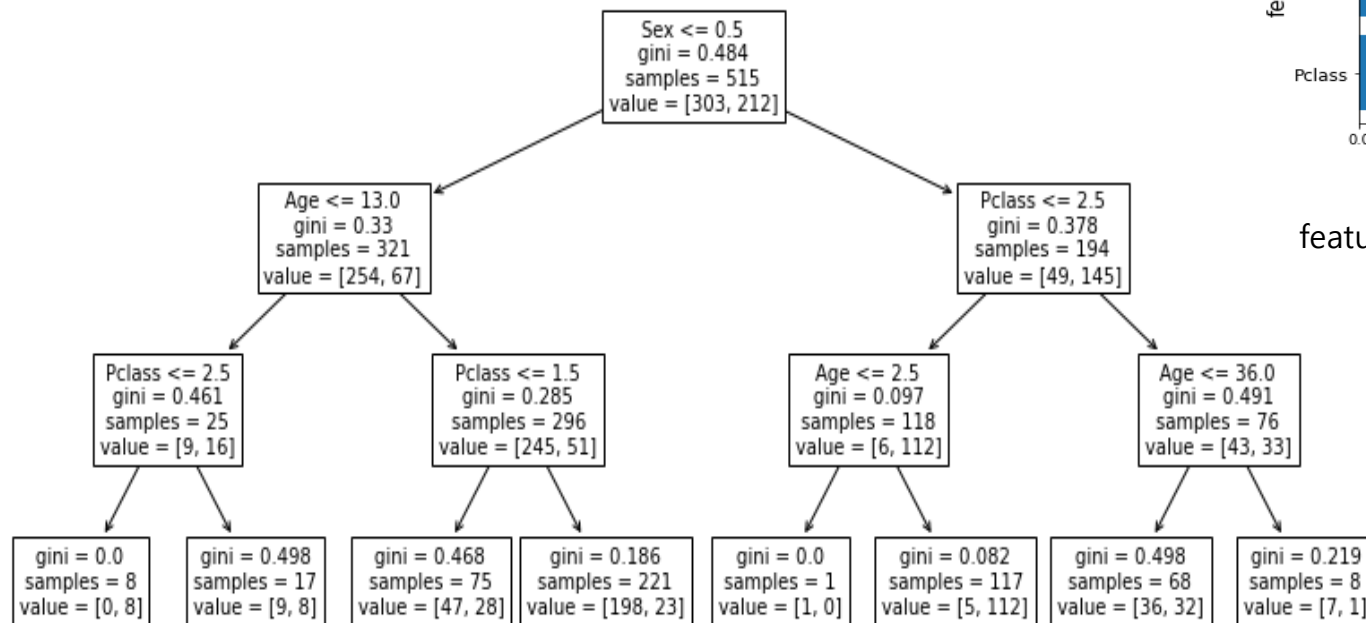 Sex <= 0.5
gini = 0.484
samples = 515
value = [303, 212]
fe
Pclass
0.0
Age <= 13.0
gini = 0.33
samples = 321
value = [254, 67]
Pclass <= 2.5
gini = 0.378
samples = 194
value = [49, 145]
featu
Pclass <= 2.5
gini = 0.461
samples = 25
value = [9, 16]
Pclass <= 1.5
gini = 0.285
samples = 296
value = [245, 51]
Age <= 2.5
gini = 0.097
samples = 118
value = [6, 112]
Age <= 36.0
gini = 0.491
samples = 76
value = [43, 33]
gini = 0.0
samples = 8
value = [0, 8]
gini = 0.498
samples = 17
value = [9, 8]
gini = 0.468
samples = 75
value = [47, 28]
gini = 0.186
samples = 221
value = [198, 23]
gini = 0.0
samples = 1
value = [1, 0]
gini = 0.082
samples = 117
value = [5, 112]
gini = 0.498
samples = 68
value = [36, 32]
gini = 0.219
samples = 8
value = [7, 1]